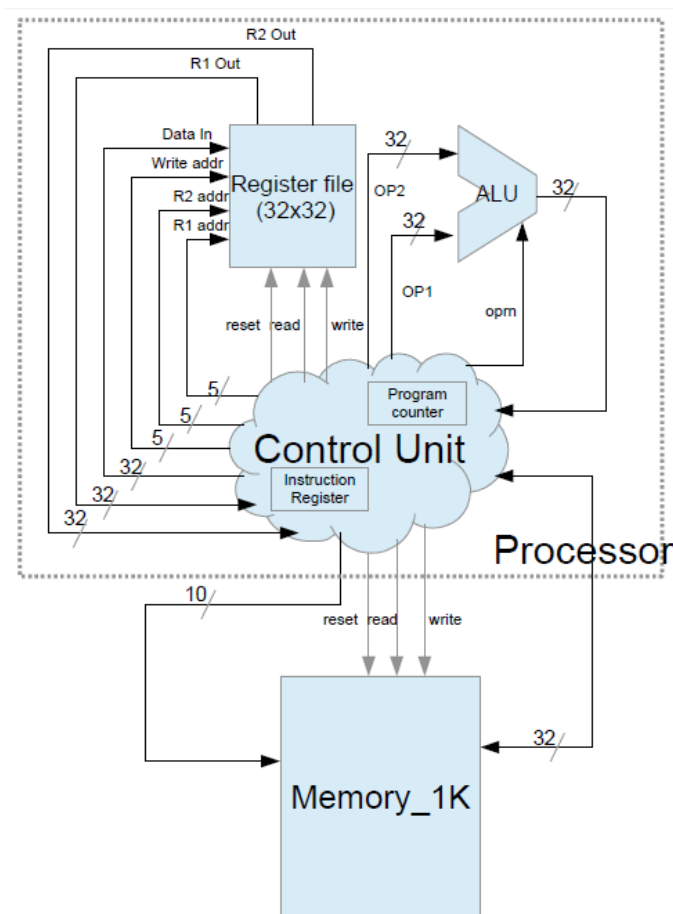 R2 Out
R1 Out
Data In
Write addr
R2 addr
R1 addr
Register file
(32x32)
32
OP2
32
OP1
ALU
32
oprn
reset read write
5
5
5
32
32
32
Program
counter
Control Unit
Instruction
Register
Processor
10
reset read write
32
Memory_1K